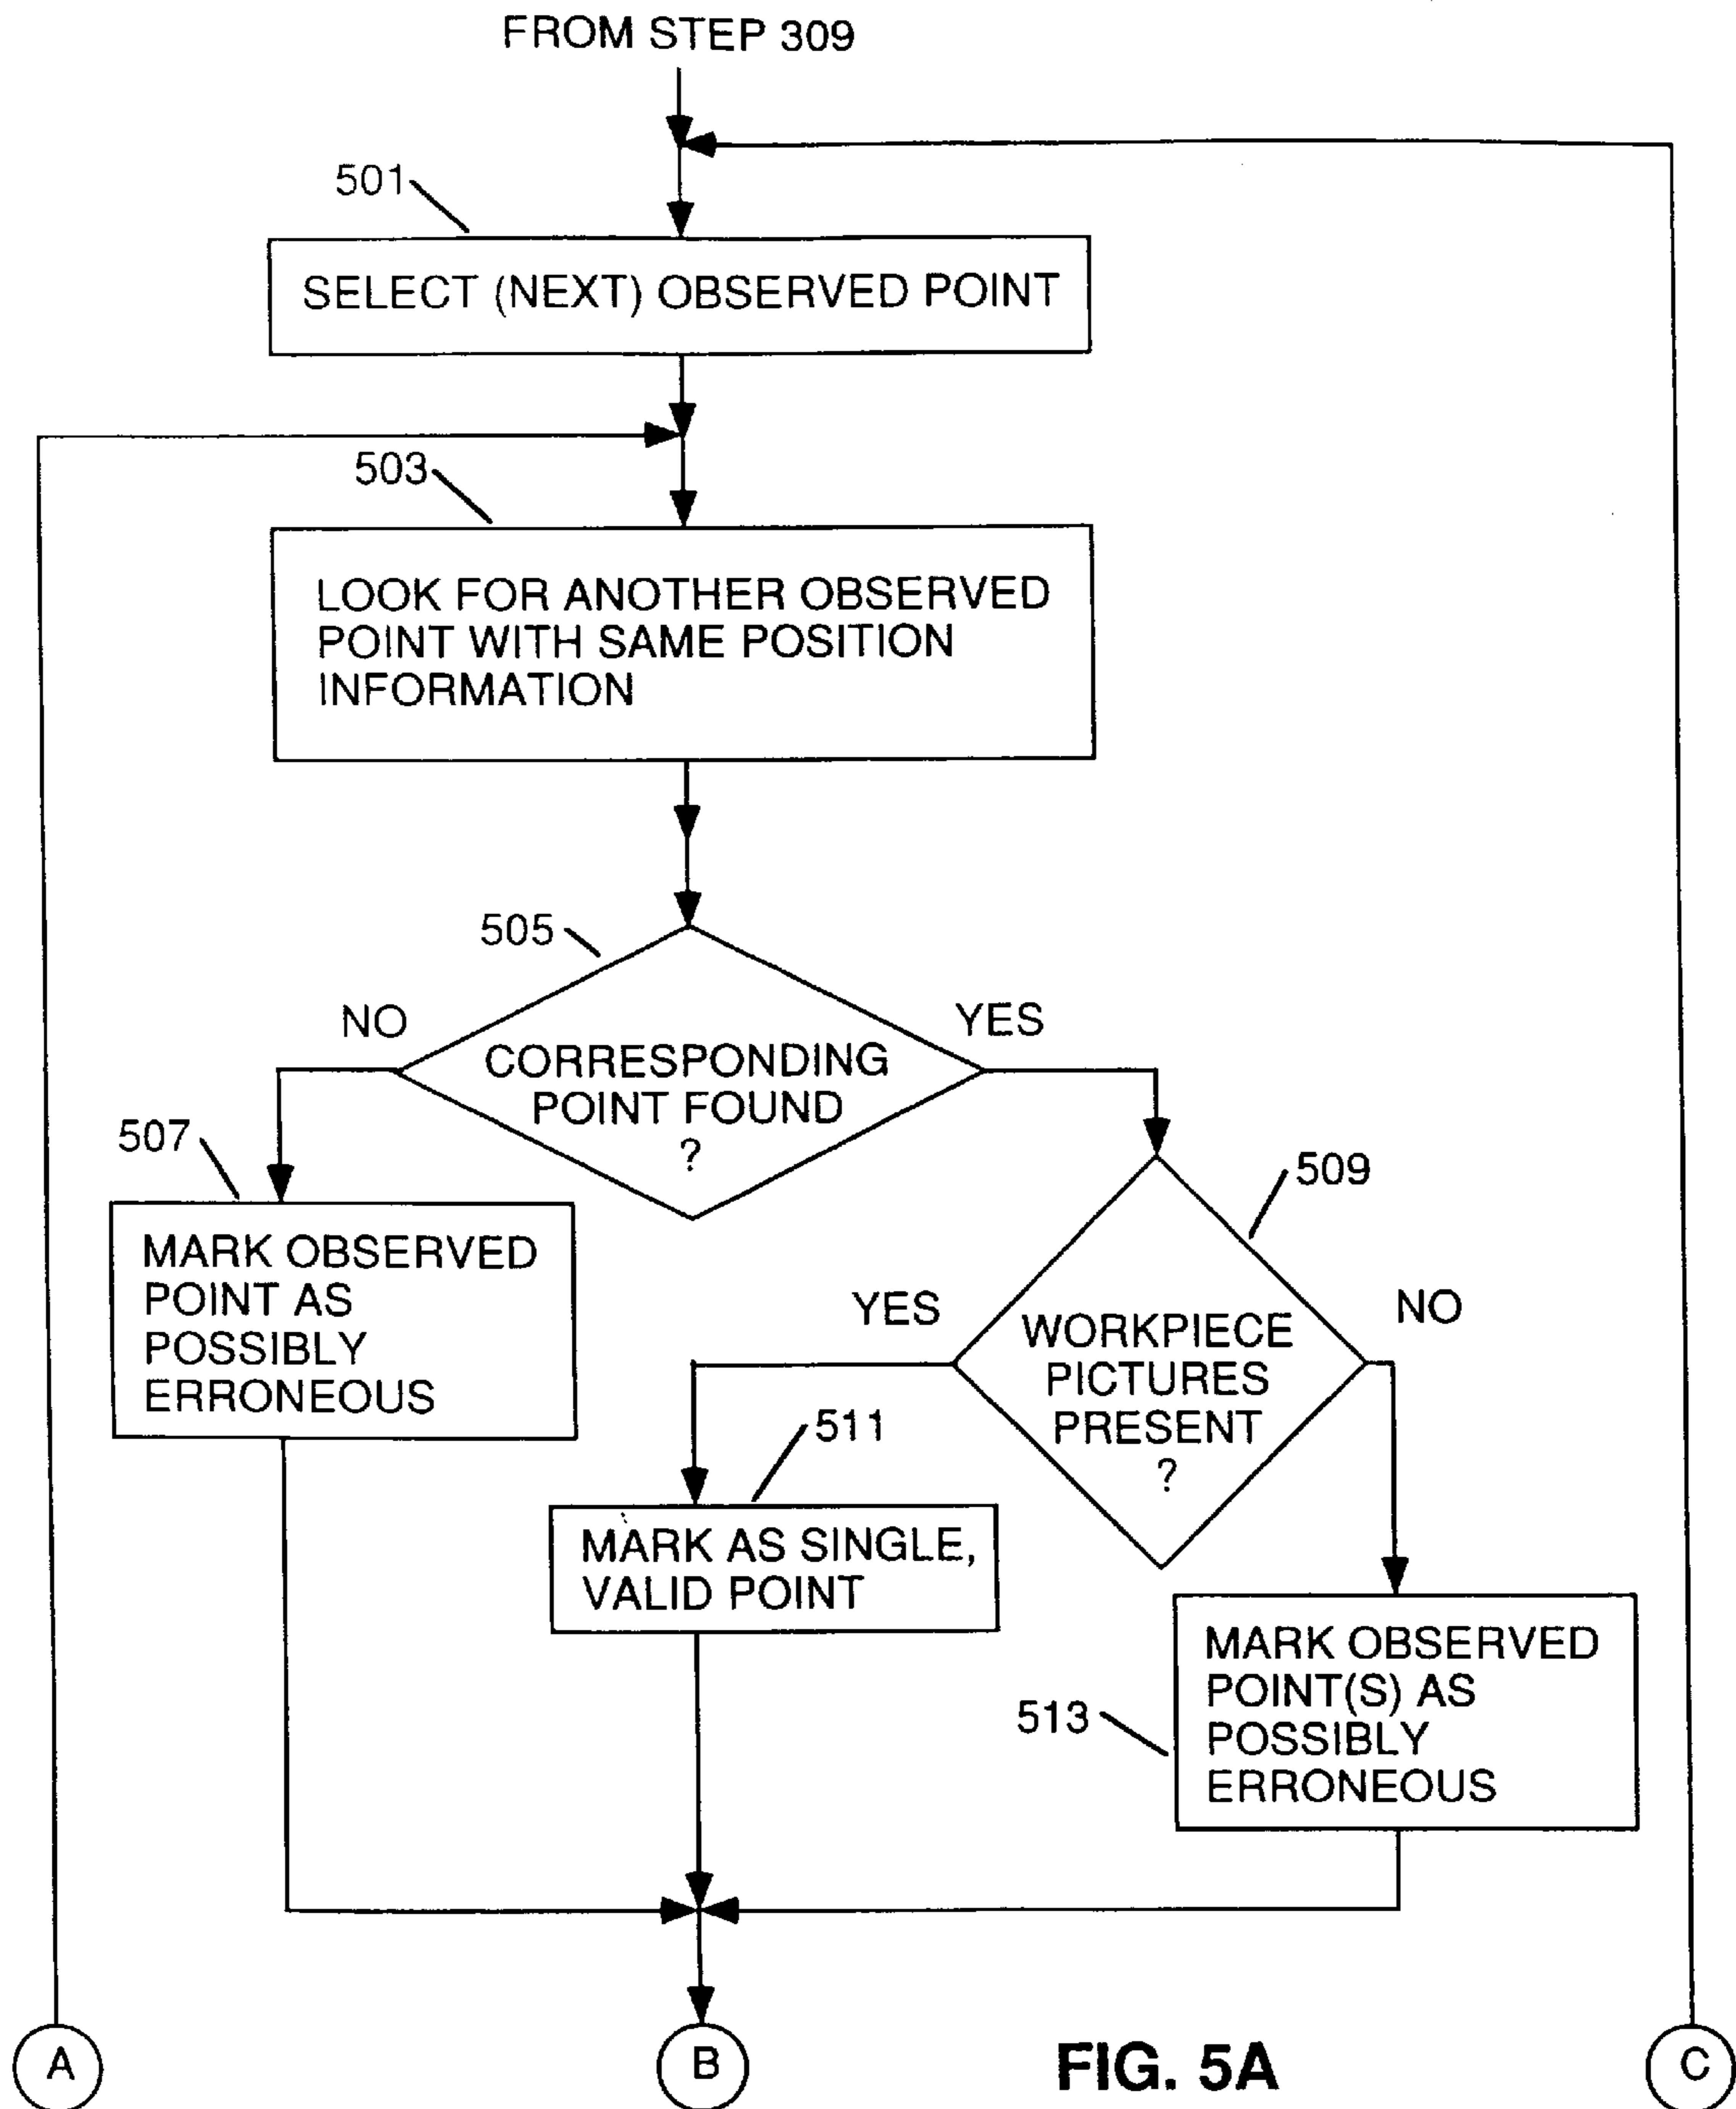 FROM STEP 309
501
SELECT (NEXT) OBSERVED POINT
503
LOOK FOR ANOTHER OBSERVED
POINT WITH SAME POSITION
INFORMATION
505
NO
YES
CORRESPONDING
POINT FOUND
?
507
MARK OBSERVED
POINT AS
POSSIBLY
ERRONEOUS
509
YES
NO
WORKPIECE
PICTURES
PRESENT
?
511
MARK AS SINGLE,
VALID POINT
513
MARK OBSERVED
POINT(S) AS
POSSIBLY
ERRONEOUS
A
B
FIG. 5A
C